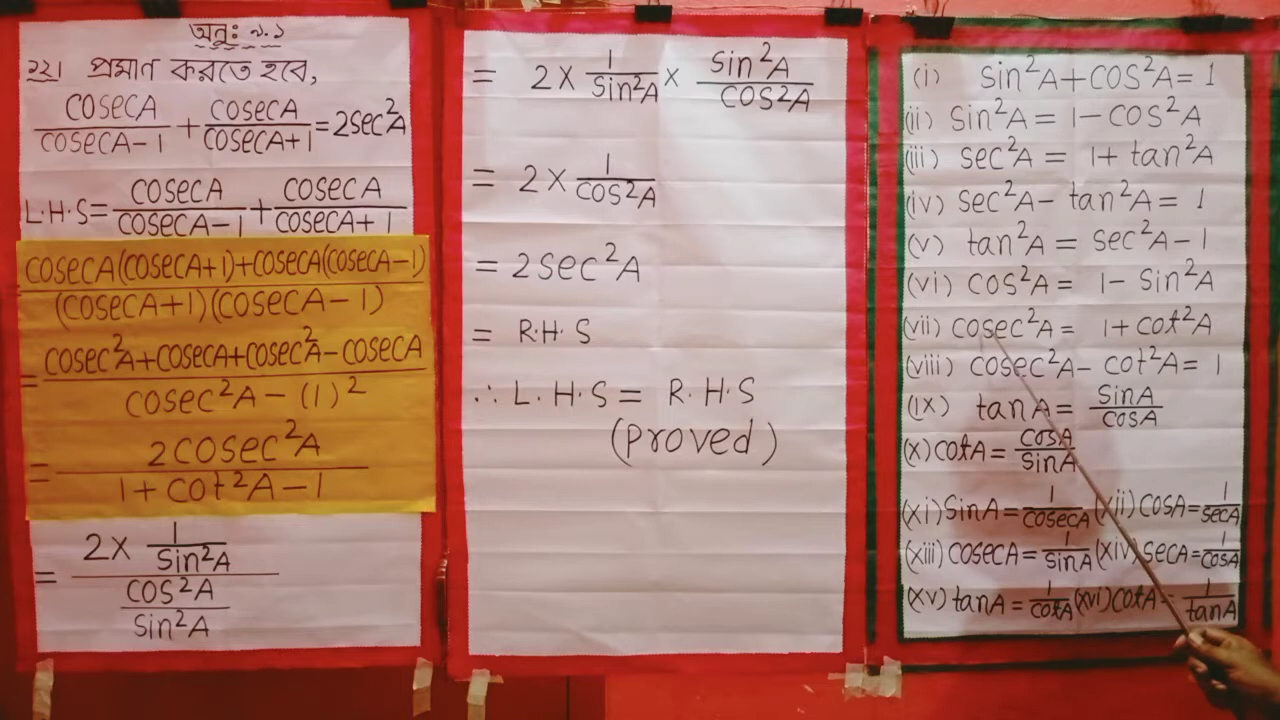 অনুঃ ৯.১
২২। প্রমাণ করতে হবে,
cosecA/(cosecA-1) + cosecA/(cosecA+1) = 2sec²A
L.H.S = cosecA/(cosecA-1) + cosecA/(cosecA+1)
= (cosecA(cosecA+1)+cosecA(cosecA-1))/((cosecA+1)(cosecA-1))
= (cosec²A+cosecA+cosec²A-cosecA)/(cosec²A-(1)²)
= 2cosec²A/(1+cot²A-1)
= (2× 1/sin²A)/(cos²A/sin²A)
= 2× 1/sin²A × sin²A/cos²A
= 2× 1/cos²A
= 2sec²A
= R.H.S
∴ L.H.S = R.H.S
(Proved)
(i) sin²A+cos²A=1
(ii) sin²A = 1-cos²A
(iii) sec²A = 1+tan²A
(iv) sec²A-tan²A = 1
(v) tan²A = sec²A-1
(vi) cos²A = 1-sin²A
(vii) cosec²A = 1+cot²A
(viii) cosec²A-cot²A = 1
(ix) tanA = sinA/cosA
(x) cotA = cosA/sinA
(xi) sinA = 1/cosecA (xii) cosA = 1/secA
(xiii) cosecA = 1/sinA (xiv) secA = 1/cosA
(xv) tanA = 1/cotA (xvi) cotA = 1/tanA